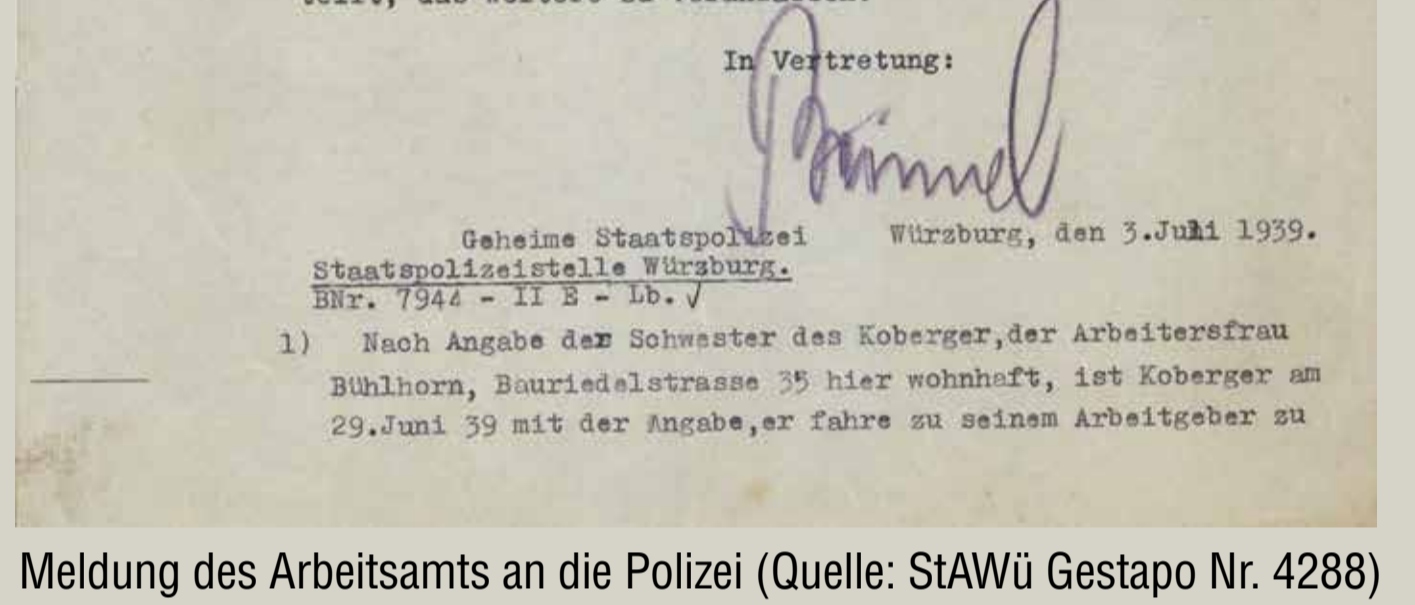 In Vertretung:
Geheime Staatspolizei Würzburg, den 3.Juli 1939.
Staatspolizeistelle Würzburg.
BNr. 7944 - II E - Lb. √
1) Nach Angabe der Schwester des Koberger,der Arbeitersfrau
Bühlhorn, Bauriedelstrasse 35 hier wohnhaft, ist Koberger am
29.Juni 39 mit der Angabe,er fahre zu seinem Arbeitgeber zu
Meldung des Arbeitsamts an die Polizei (Quelle: StAWü Gestapo Nr. 4288)